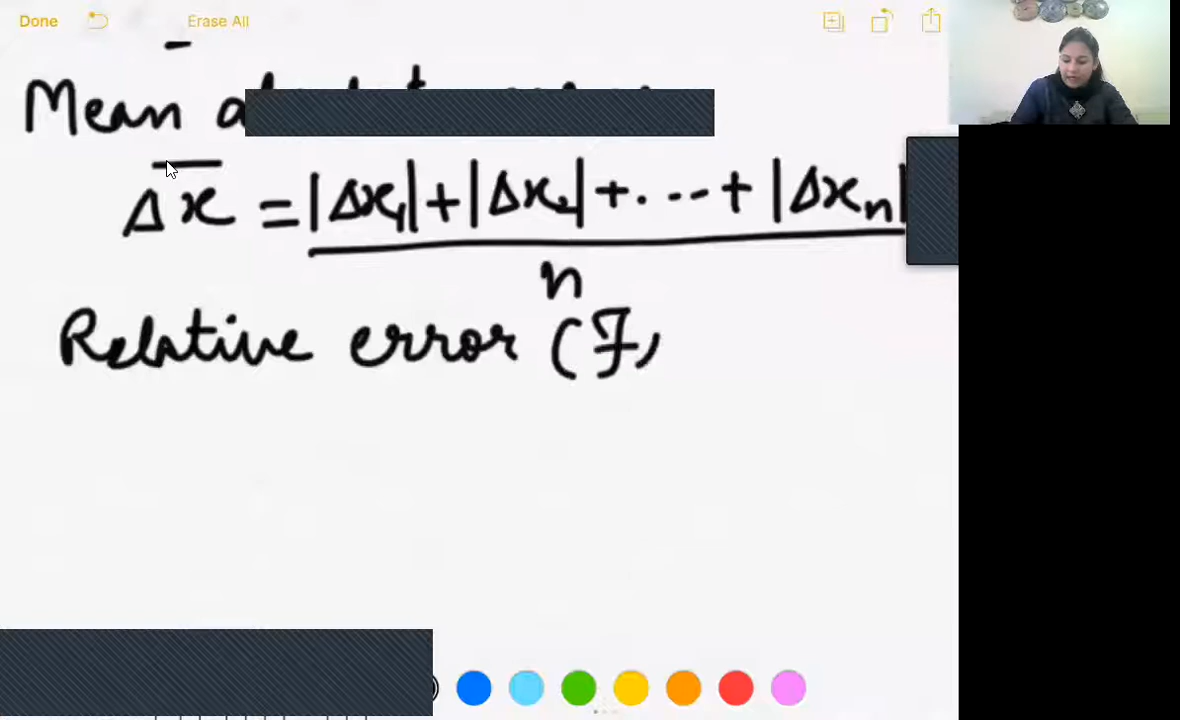 Done Erase All
Mean
Δx̄ = |Δx₁| + |Δx₂| + . . . + |Δxₙ|
n
Relative error (